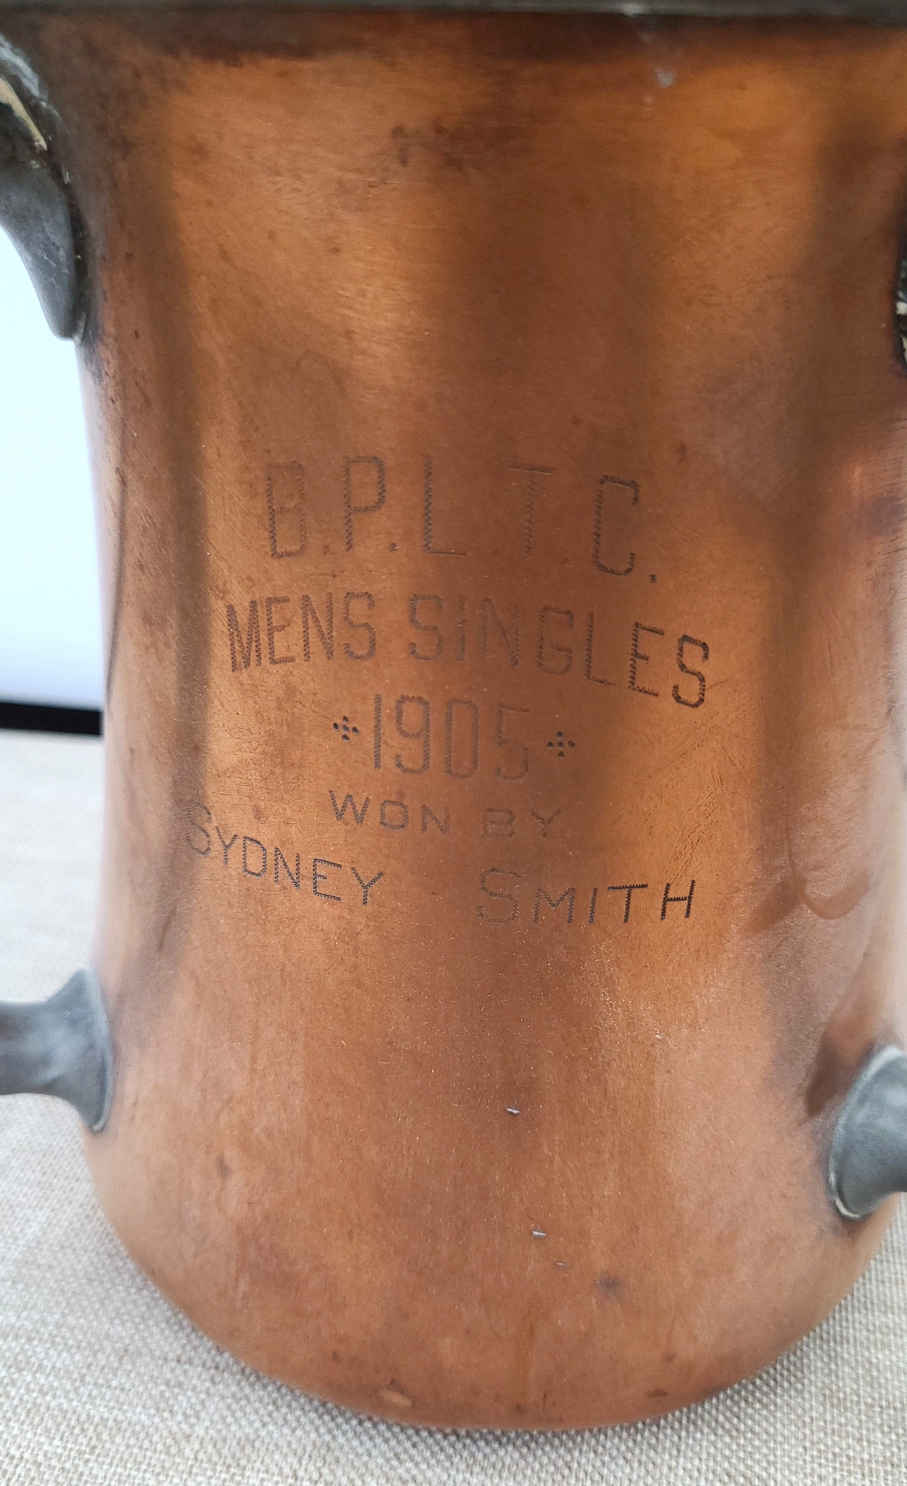 B.P.L.T.C.
MENS SINGLES
1905
WON BY
SYDNEY SMITH